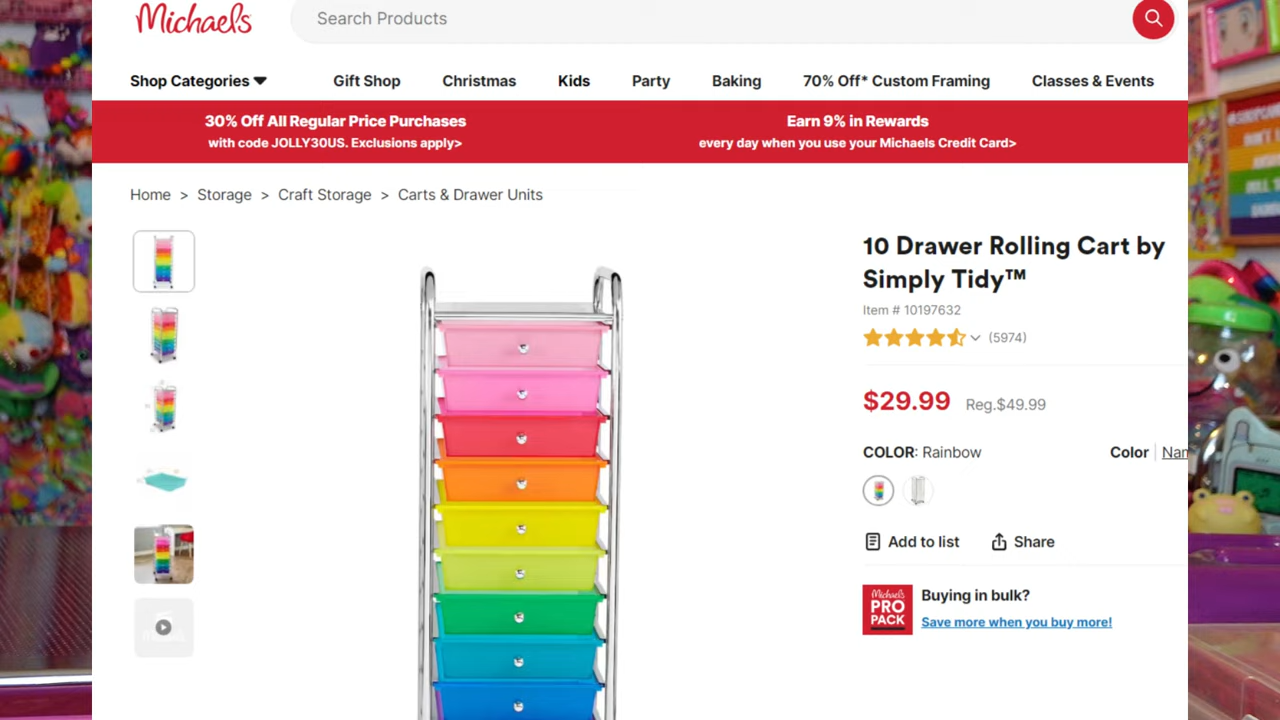 Michaels
Search Products
Shop Categories
Gift Shop
Christmas
Kids
Party
Baking
70% Off* Custom Framing
Classes & Events
30% Off All Regular Price Purchases
with code JOLLY30US. Exclusions apply>
Earn 9% in Rewards
every day when you use your Michaels Credit Card>
Home > Storage > Craft Storage > Carts & Drawer Units
10 Drawer Rolling Cart by
Simply Tidy™
Item # 10197632
(5974)
$29.99 Reg.$49.99
COLOR: Rainbow
Color | Nam
Add to list
Share
Michaels
PRO
PACK
Buying in bulk?
Save more when you buy more!